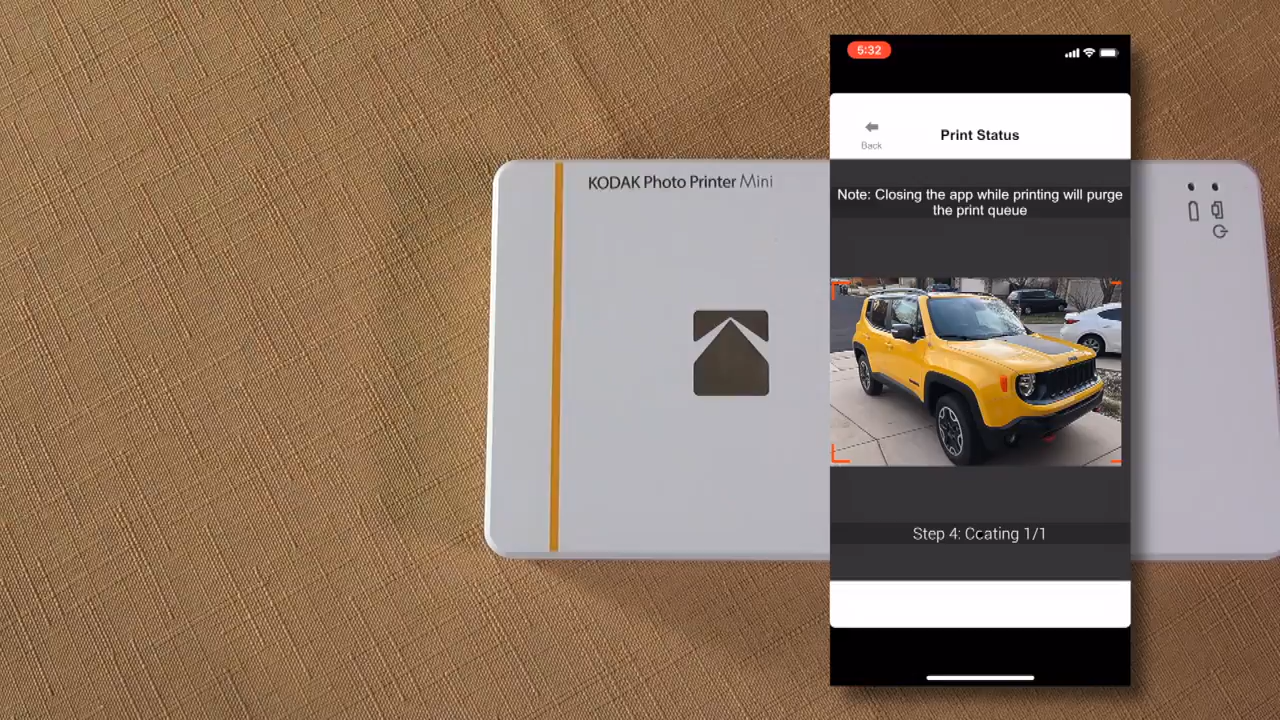 KODAK Photo Printer Mini
5:32
Back
Print Status
Note: Closing the app while printing will purge
the print queue
Step 4: Ccating 1/1